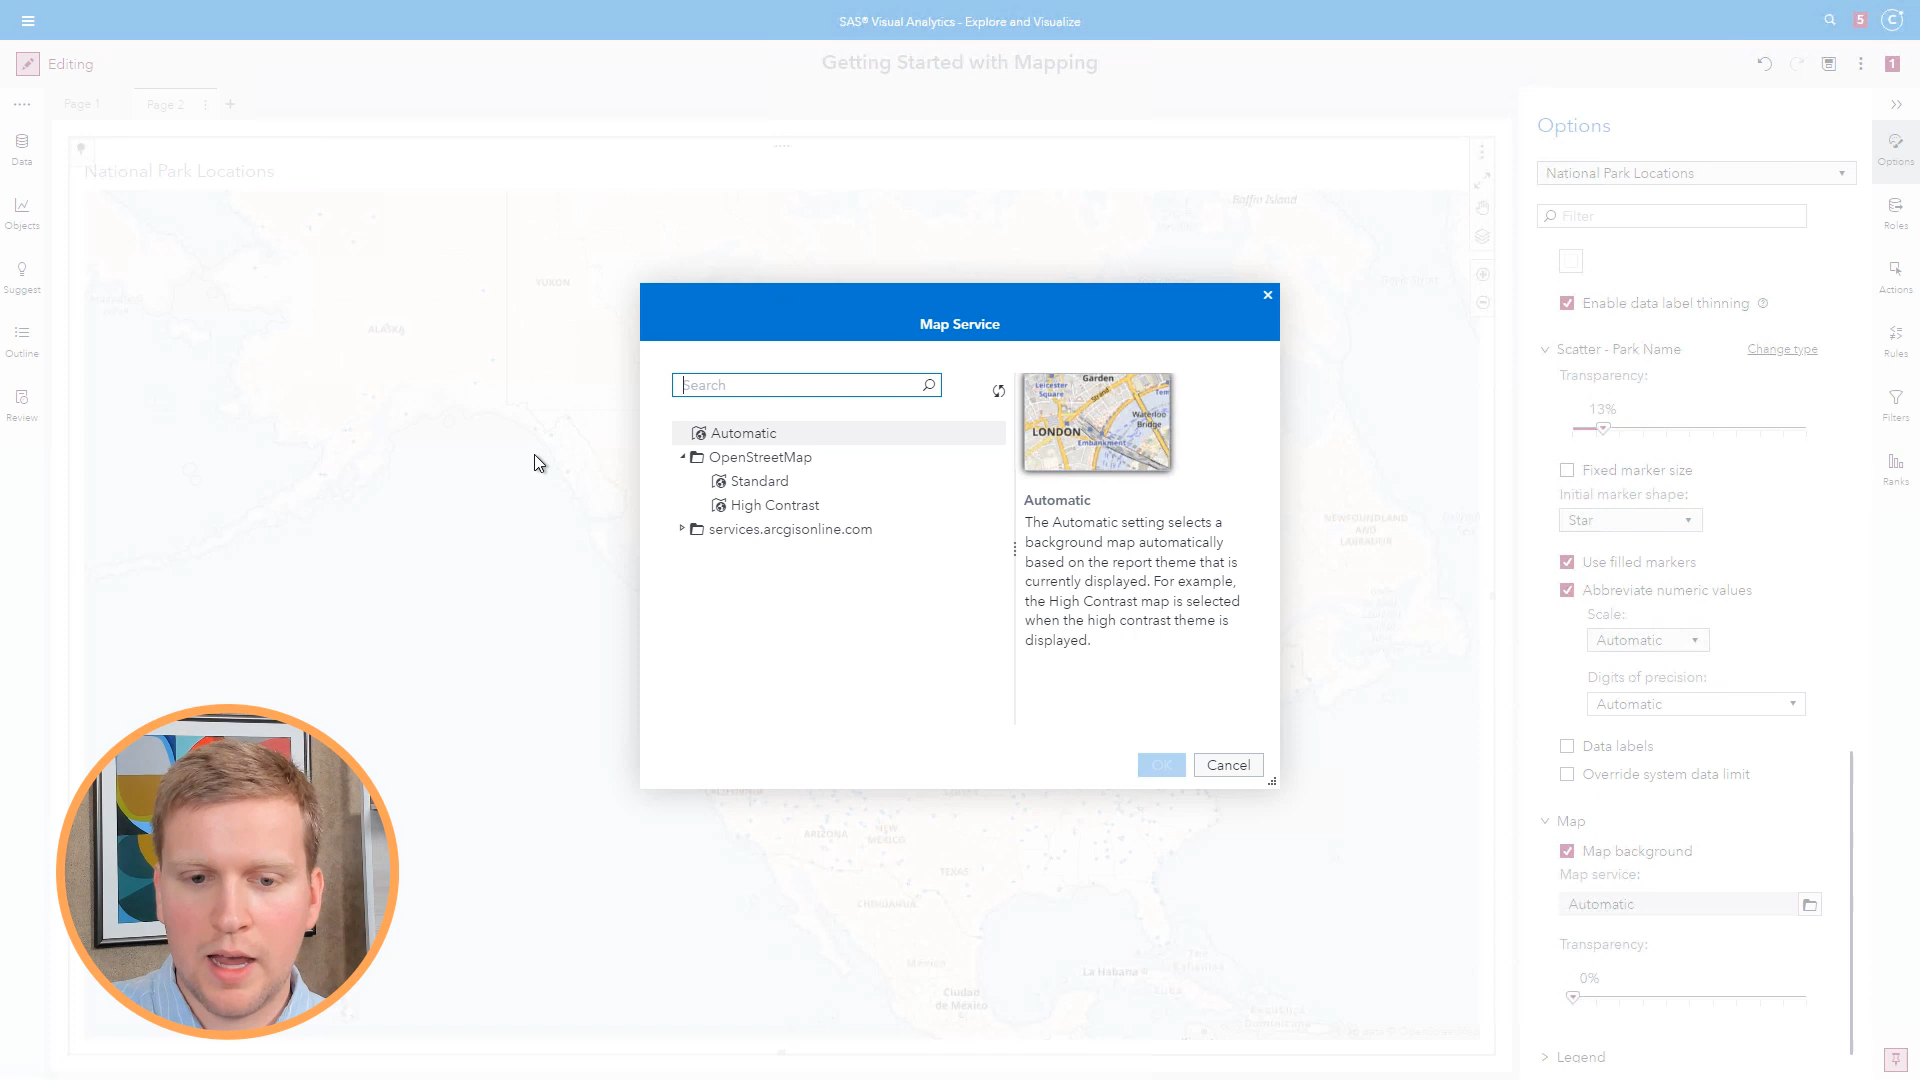 SAS® Visual Analytics - Explore and Visualize
5
C
Editing
Getting Started with Mapping
1
Page 1
Page 2
Data
Objects
Suggest
Outline
Review
National Park Locations
Baffin Island
YUKON
ALASKA
NEWFOUNDLAND
AND
LABRADOR
ARIZONA
NEW
MEXICO
TEXAS
CHIHUAHUA
México
Ciudad
de México
La Habana
Cuba
Map Service
Search
Automatic
OpenStreetMap
Standard
High Contrast
services.arcgisonline.com
Leicester
Square
Garden
Strand
Waterloo
Bridge
LONDON
Embankment
Automatic
The Automatic setting selects a
background map automatically
based on the report theme that is
currently displayed. For example,
the High Contrast map is selected
when the high contrast theme is
displayed.
OK
Cancel
Options
National Park Locations
Filter
Enable data label thinning
Scatter - Park Name
Change type
Transparency:
13%
Fixed marker size
Initial marker shape:
Star
Use filled markers
Abbreviate numeric values
Scale:
Automatic
Digits of precision:
Automatic
Data labels
Override system data limit
Map
Map background
Map service:
Automatic
Transparency:
0%
Legend
Options
Roles
Actions
Rules
Filters
Ranks